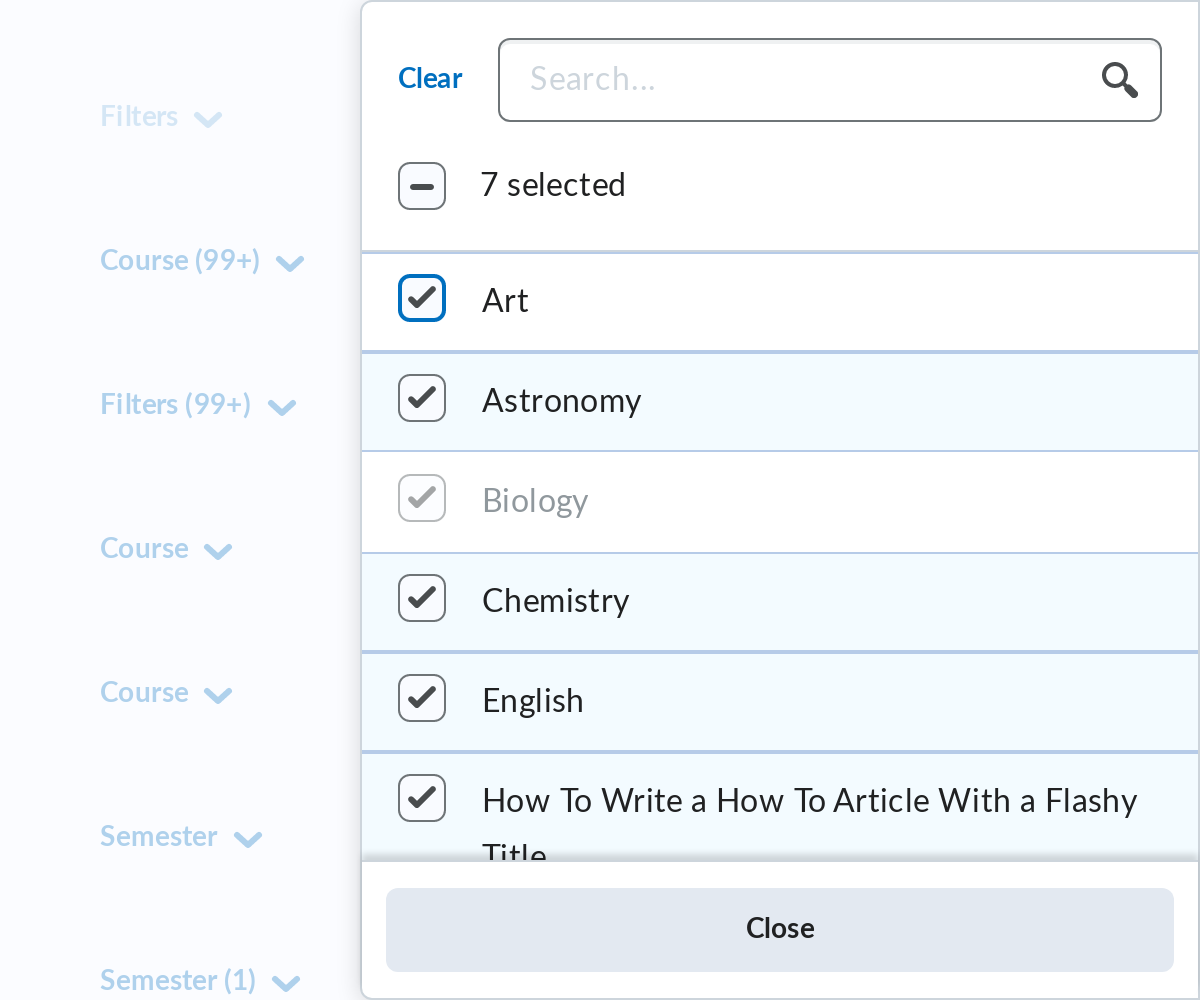 Filters
Course (99+)
Filters (99+)
Course
Course
Semester
Semester (1)
Clear
Search...
7 selected
Art
Astronomy
Biology
Chemistry
English
How To Write a How To Article With a Flashy
Title
Close